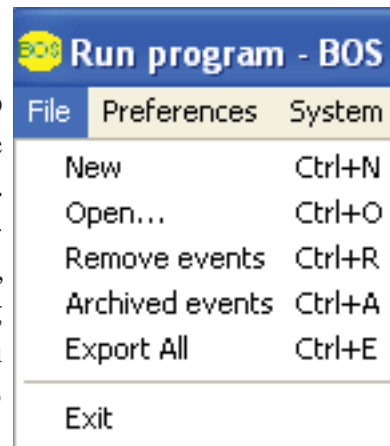 BOS Run program - BOS
File Preferences System
New Ctrl+N
Open... Ctrl+O
Remove events Ctrl+R
Archived events Ctrl+A
Export All Ctrl+E
Exit